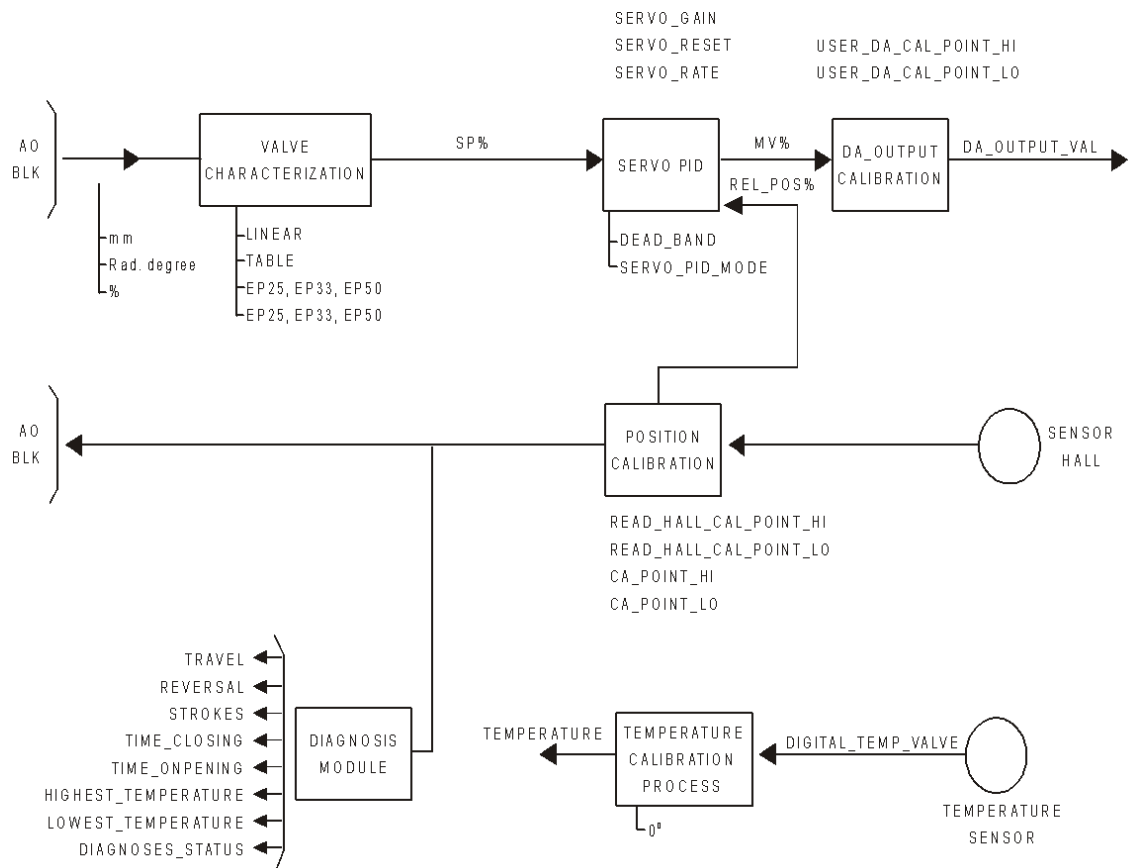 SERVO_GAIN
SERVO_RESET
SERVO_RATE
USER_DA_CAL_POINT_HI
USER_DA_CAL_POINT_LO
AO
BLK
VALVE
CHARACTERIZATION
SP%
SERVO PID
MV%
REL_POS%
DA_OUTPUT
CALIBRATION
DA_OUTPUT_VAL
mm
Rad.degree
%
LINEAR
TABLE
EP25, EP33, EP50
EP25, EP33, EP50
DEAD_BAND
SERVO_PID_MODE
AO
BLK
POSITION
CALIBRATION
SENSOR
HALL
READ_HALL_CAL_POINT_HI
READ_HALL_CAL_POINT_LO
CA_POINT_HI
CA_POINT_LO
TRAVEL
REVERSAL
STROKES
TIME_CLOSING
TIME_ONPENING
HIGHEST_TEMPERATURE
LOWEST_TEMPERATURE
DIAGNOSES_STATUS
DIAGNOSIS
MODULE
TEMPERATURE
TEMPERATURE
CALIBRATION
PROCESS
0°
DIGITAL_TEMP_VALVE
TEMPERATURE
SENSOR